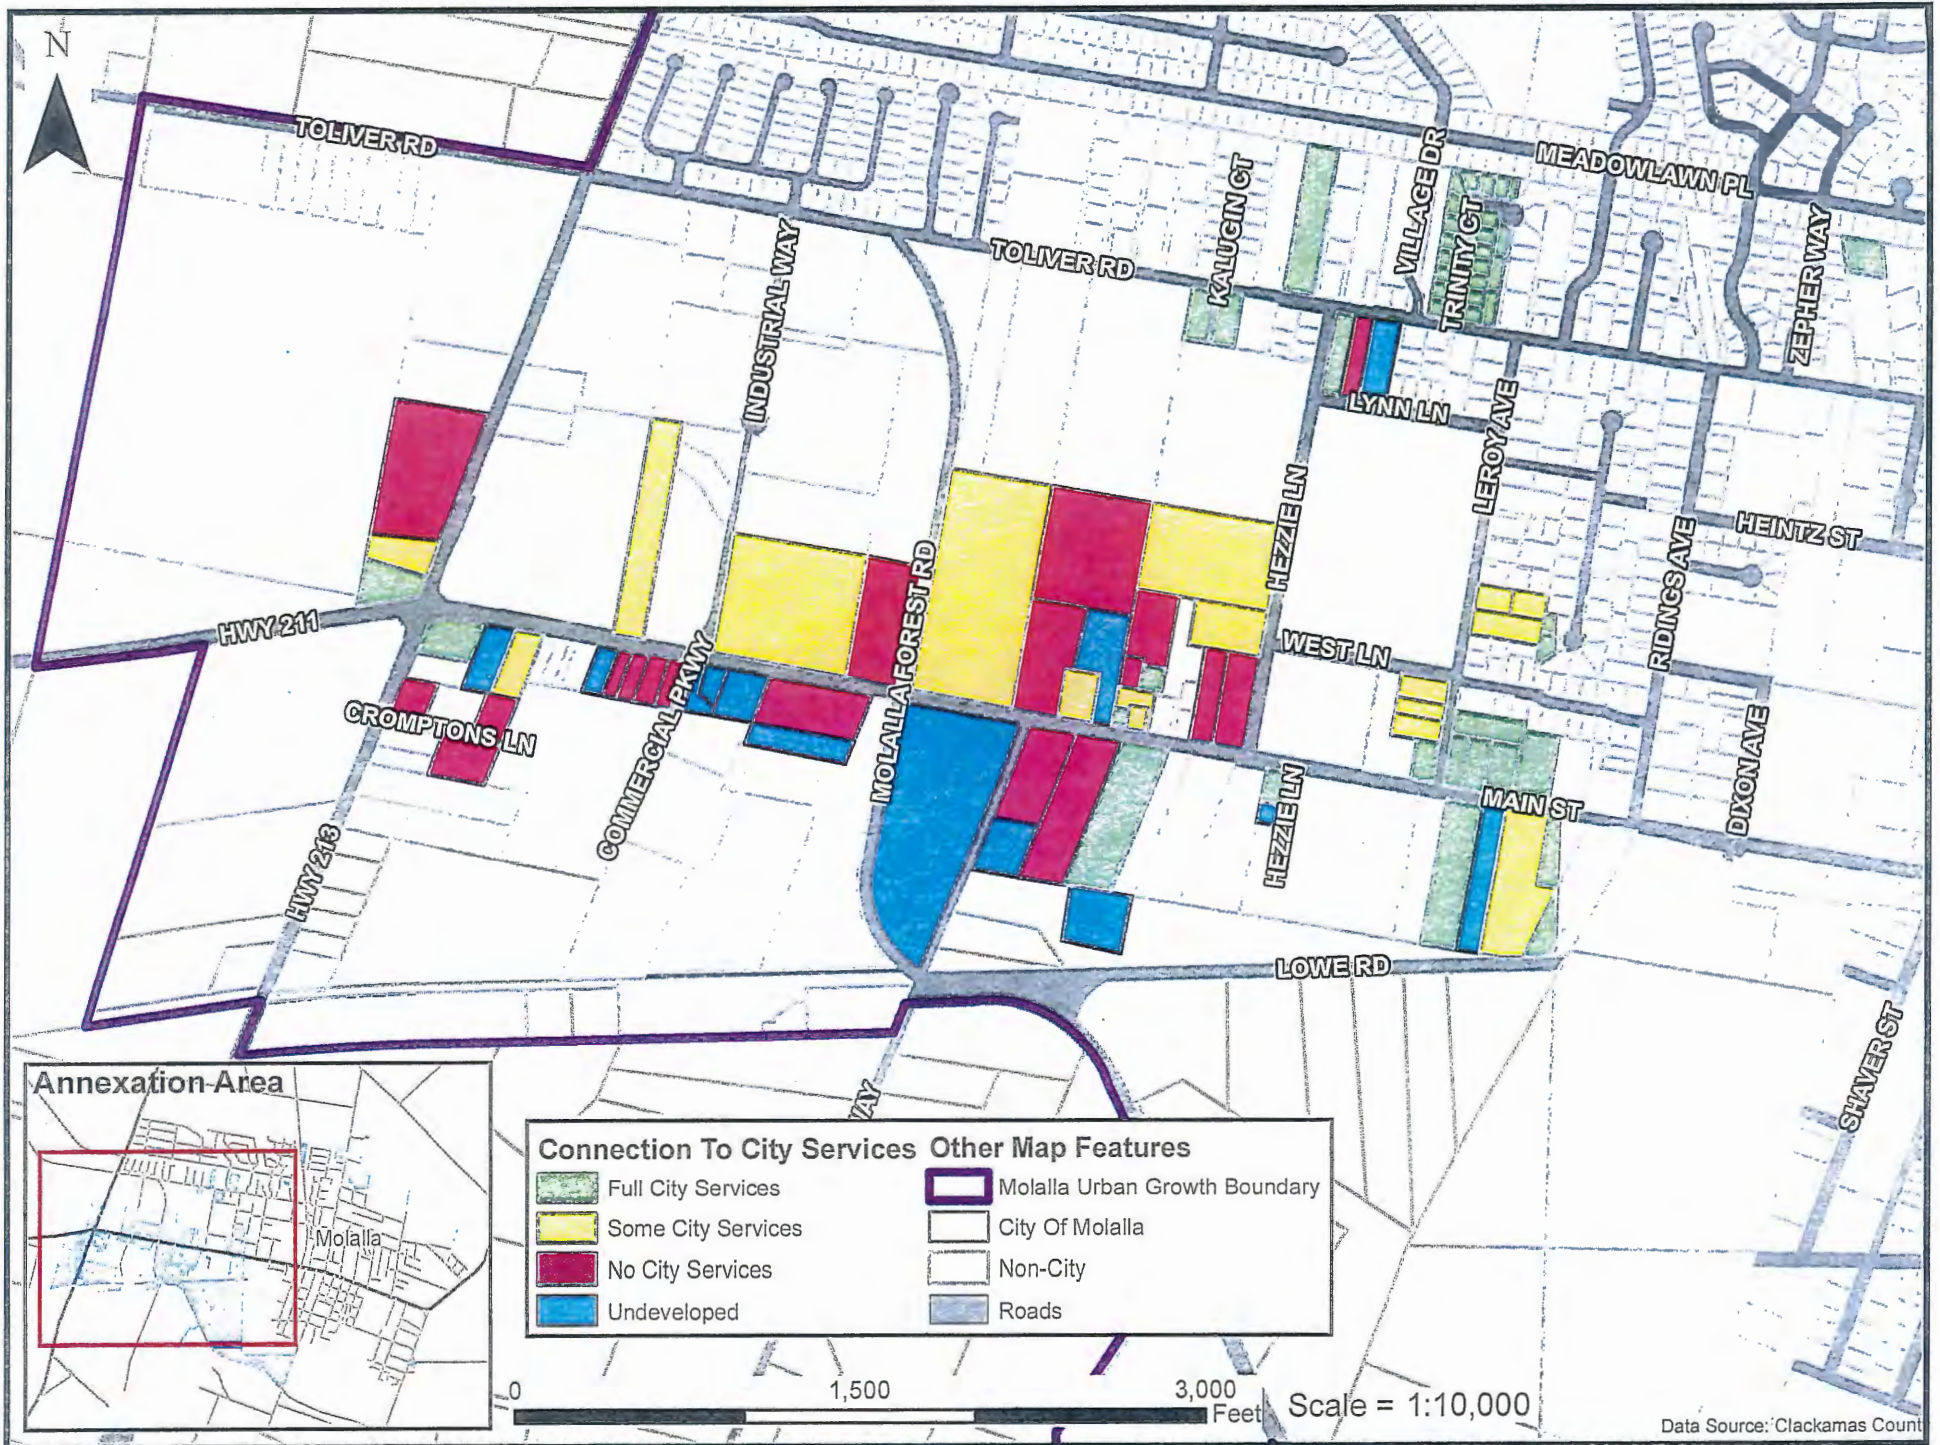 N
TOLIVER RD
MEADOWLAWN PL
KALUGIN CT
VILLAGE DR
TRINITY CT
ZEPHER WAY
INDUSTRIAL WAY
TOLIVER RD
LYNN LN
LEROY AVE
HEZZIE LN
HEINTZ ST
RIDINGS AVE
MOLALLA FOREST RD
HWY 211
WEST LN
COMMERCIAL PKWY
CROMPTONS LN
DIXON AVE
MAIN ST
HEZZIE LN
HWY 213
LOWE RD
SHAVER ST
WAY
Annexation Area
Molalla
Connection To City Services
Full City Services
Some City Services
No City Services
Undeveloped
Other Map Features
Molalla Urban Growth Boundary
City Of Molalla
Non-City
Roads
0 1,500 3,000
Feet
Scale = 1:10,000
Data Source: Clackamas Count